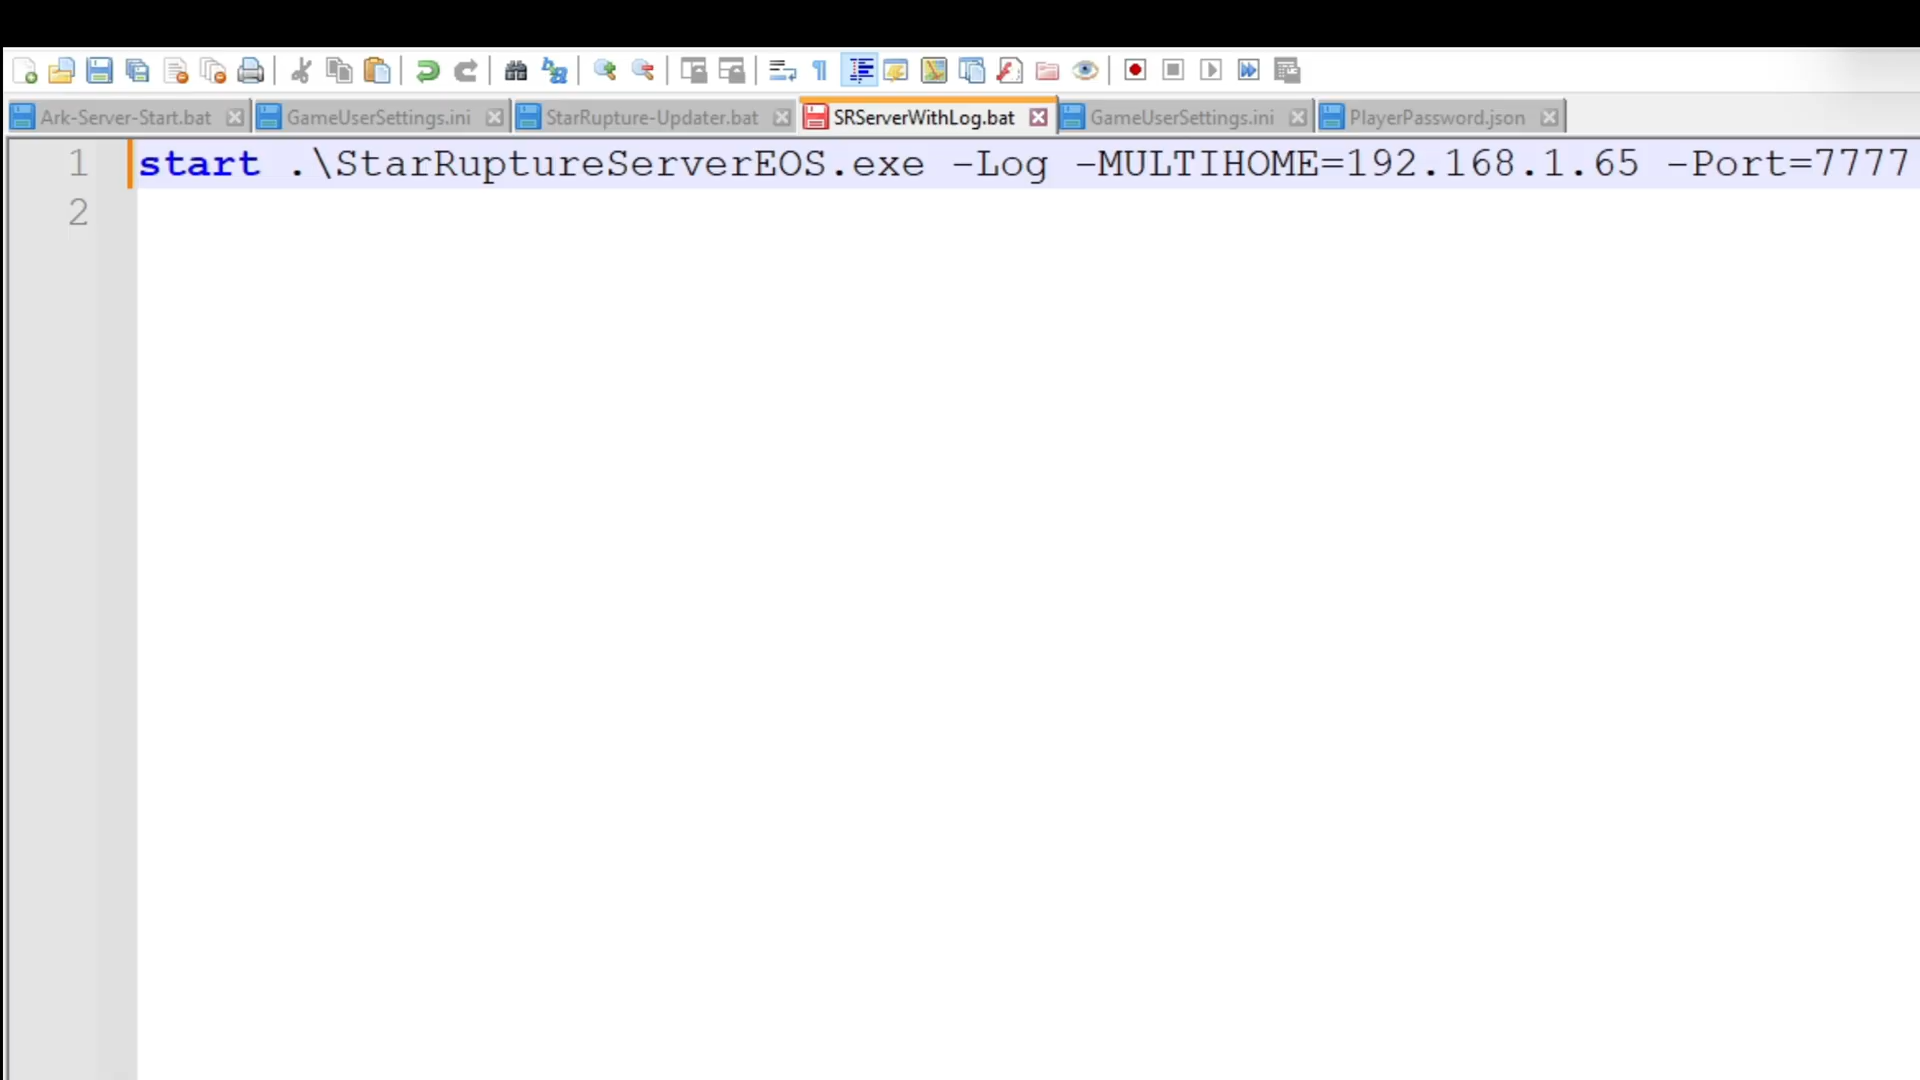 Ark-Server-Start.bat GameUserSettings.ini StarRupture-Updater.bat SRServerWithLog.bat GameUserSettings.ini PlayerPassword.json
1 start .\StarRuptureServerEOS.exe -Log -MULTIHOME=192.168.1.65 -Port=7777
2